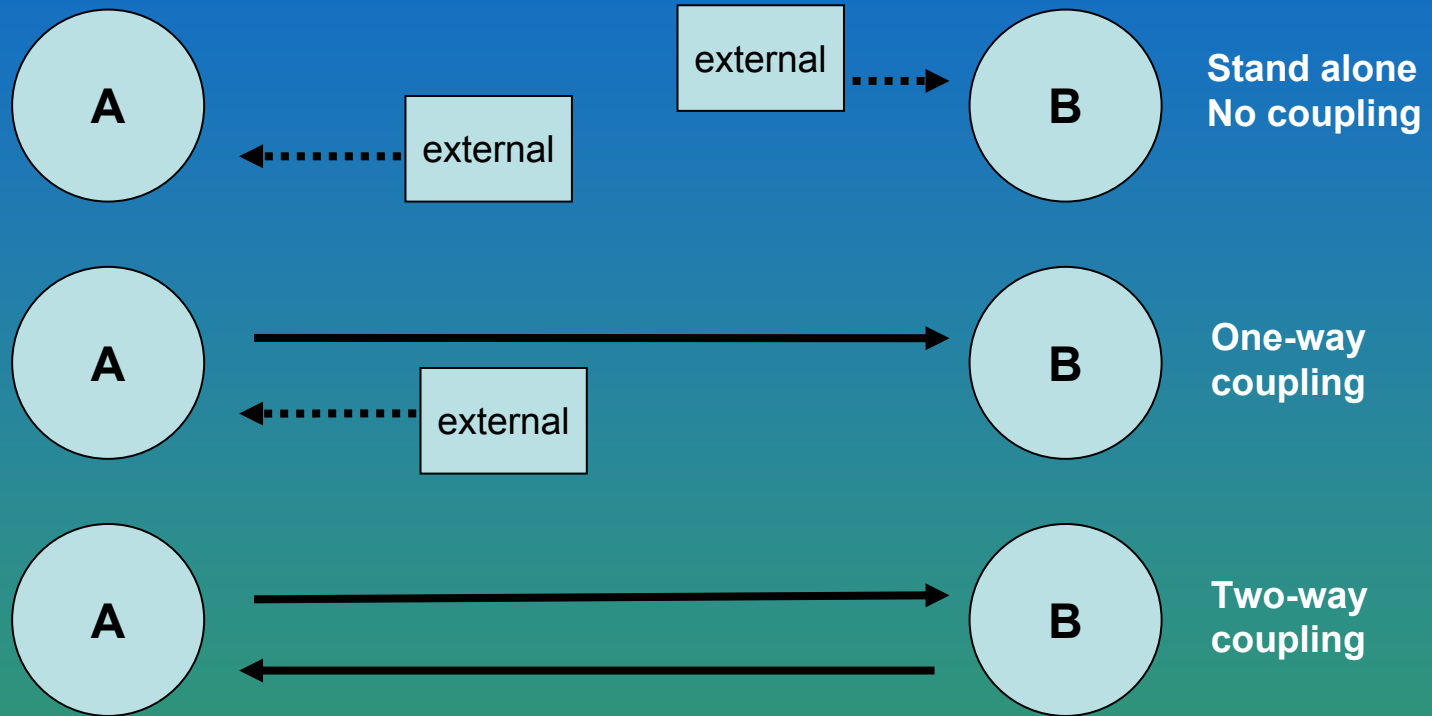 A
external
external
B
Stand alone
No coupling
A
external
B
One-way
coupling
A
B
Two-way
coupling